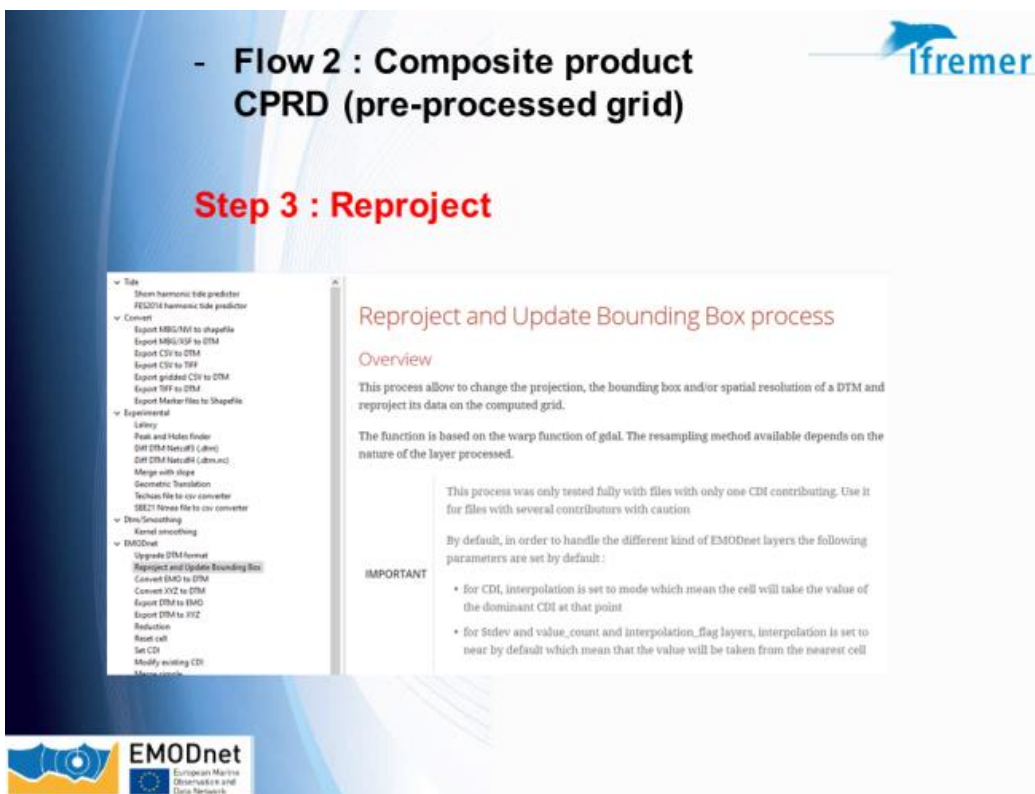 - Flow 2 : Composite product
CPRD (pre-processed grid)
Ifremer
Step 3 : Reproject
Tide
Shom harmonic tide predictor
FES2014 harmonic tide predictor
Convert
Export MBG/NVI to shapefile
Export MBG/XSF to DTM
Export CSV to DTM
Export CSV to TIFF
Export gridded CSV to DTM
Export TIFF to DTM
Export Marker files to Shapefile
Experimental
Peak and Holes finder
Diff DTM Netcdf3 (.dtm)
Diff DTM Netcdf4 (.dtm.nc)
Merge with slope
Geometric Translation
Techsas file to csv converter
SBE21 Nmea file to csv converter
Dtm/Smoothing
Kernel smoothing
EMODnet
Upgrade DTM format
Reproject and Update Bounding Box
Convert EMO to DTM
Convert XYZ to DTM
Export DTM to EMO
Export DTM to XYZ
Reduction
Reset cell
Set CDI
Modify existing CDI
Merge simple
Reproject and Update Bounding Box process
Overview
This process allow to change the projection, the bounding box and/or spatial resolution of a DTM and
reproject its data on the computed grid.
The function is based on the warp function of gdal. The resampling method available depends on the
nature of the layer processed.
IMPORTANT
This process was only tested fully with files with only one CDI contributing. Use it
for files with several contributors with caution
By default, in order to handle the different kind of EMODnet layers the following
parameters are set by default :
• for CDI, interpolation is set to mode which mean the cell will take the value of
the dominant CDI at that point
• for Stdev and value_count and interpolation_flag layers, interpolation is set to
near by default which mean that the value will be taken from the nearest cell
EMODnet
European Marine
Observation and
Data Network